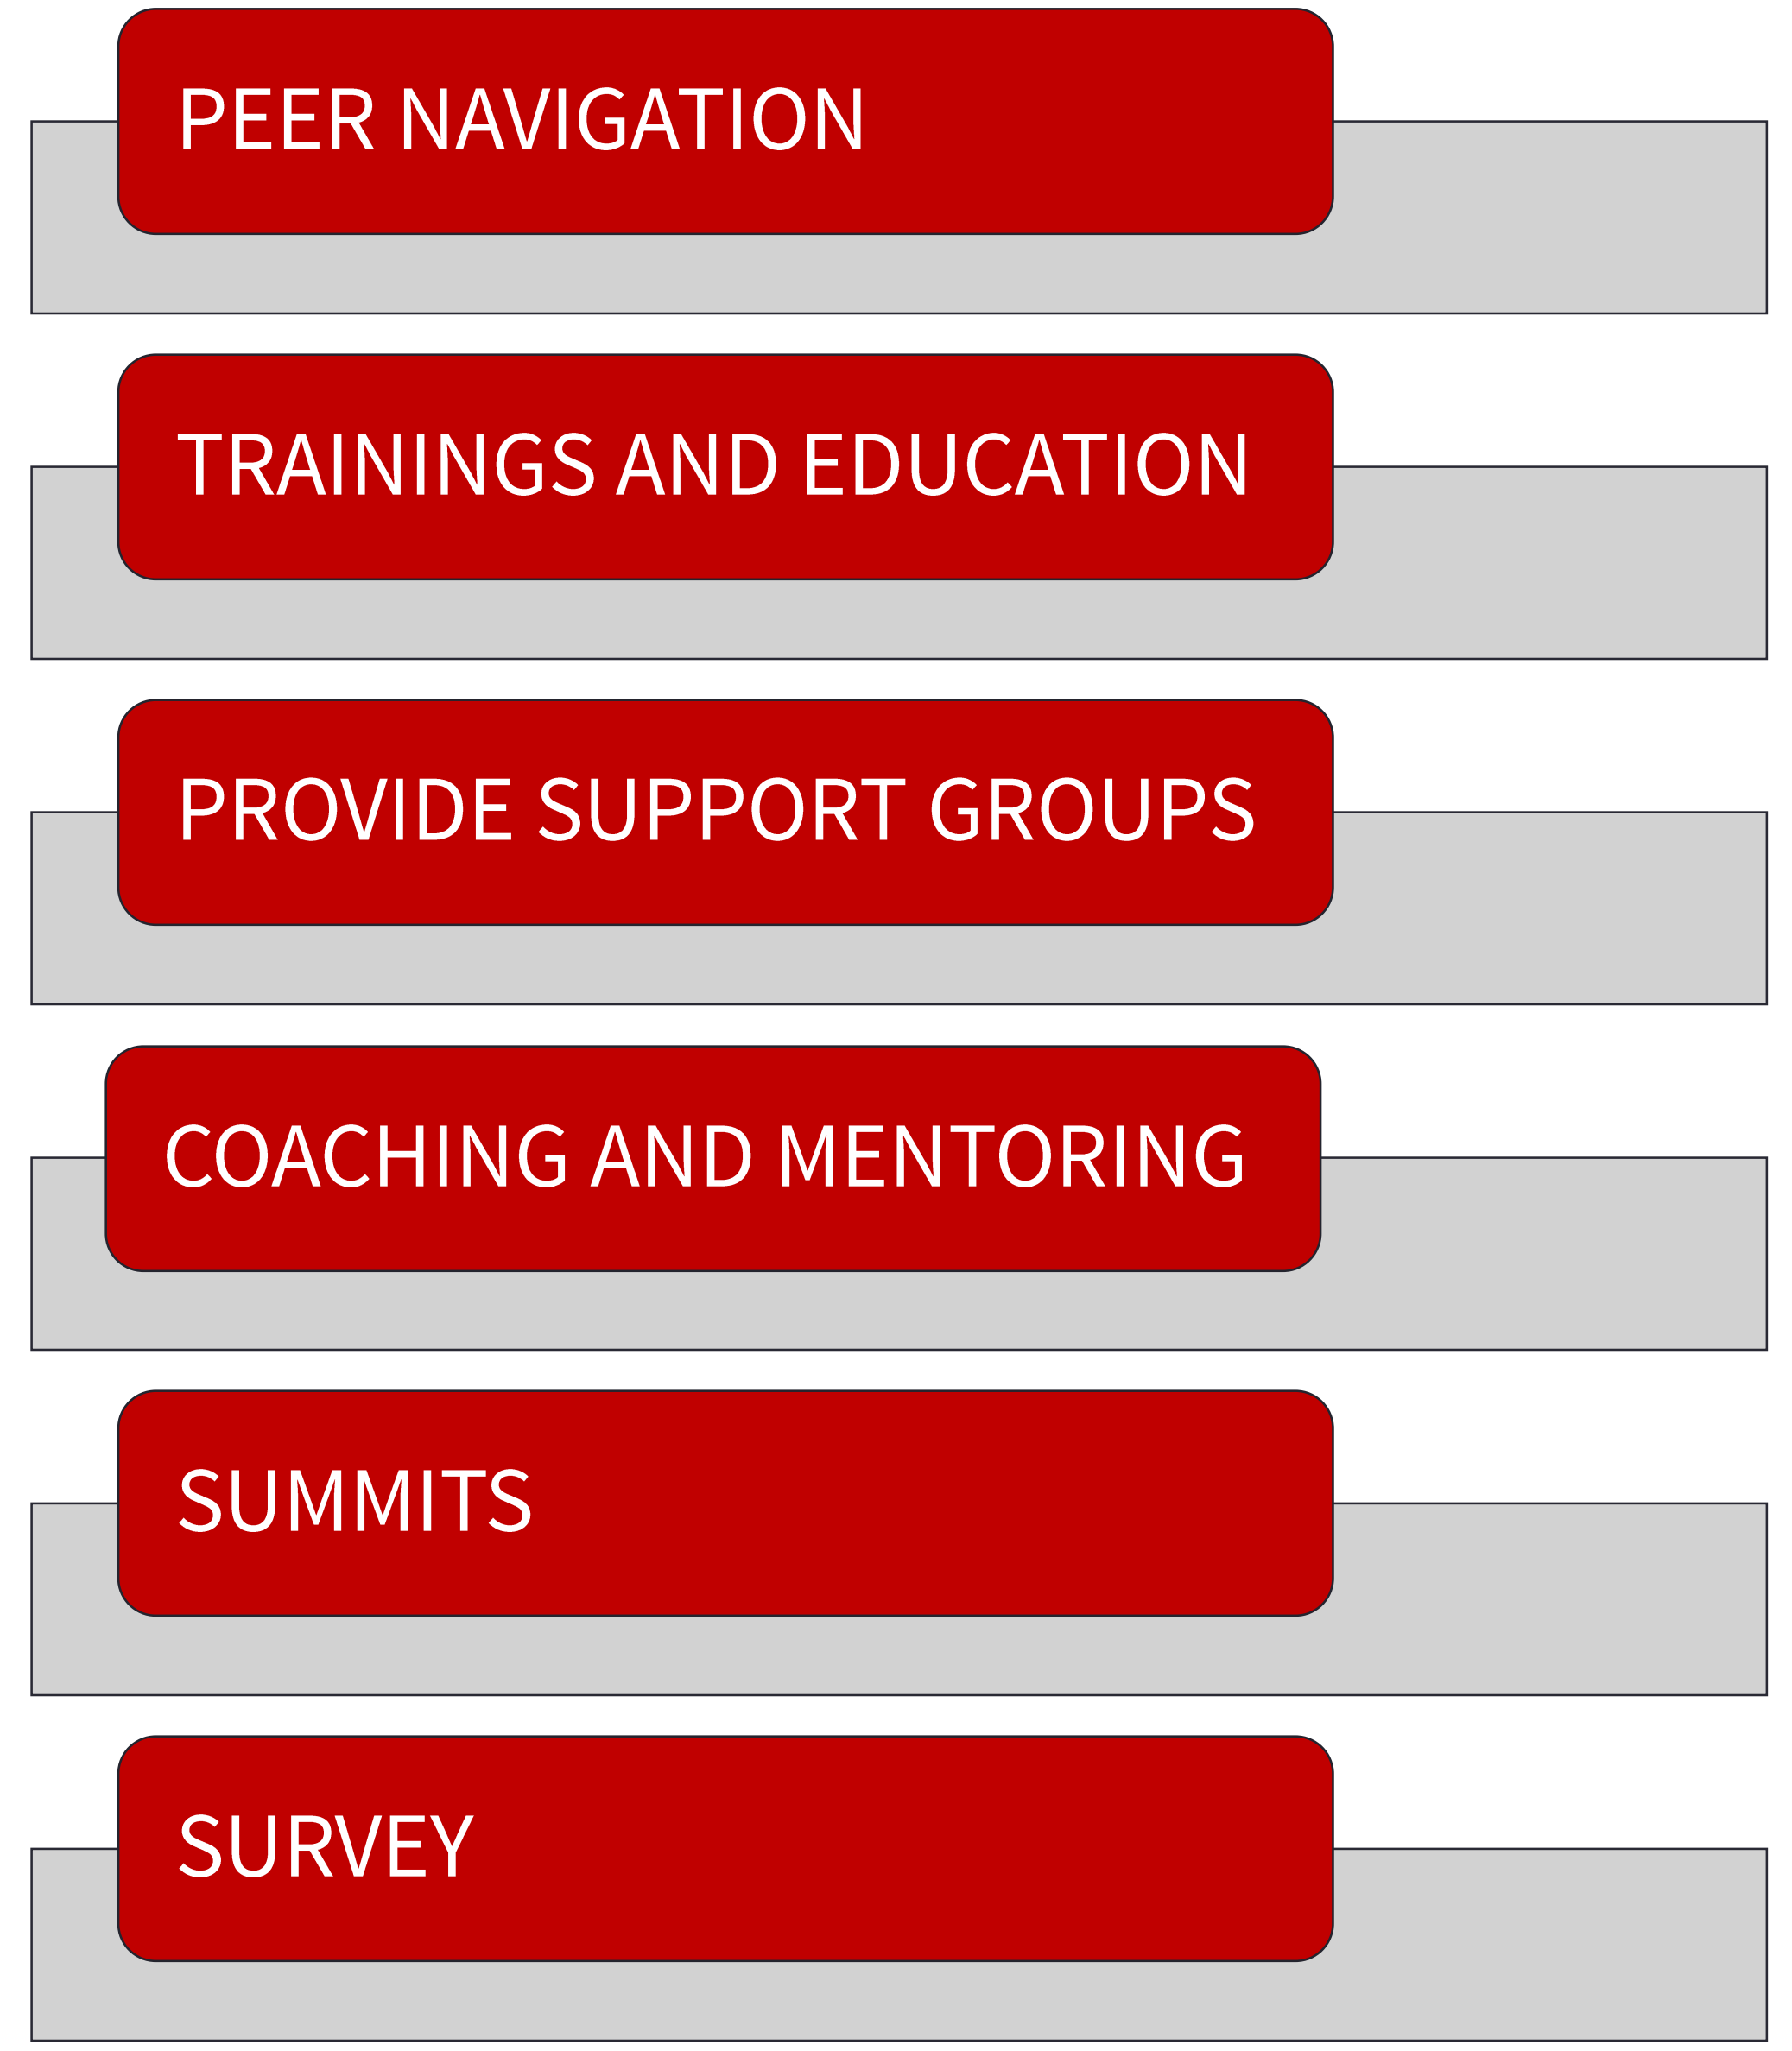 PEER NAVIGATION
TRAININGS AND EDUCATION
PROVIDE SUPPORT GROUPS
COACHING AND MENTORING
SUMMITS
SURVEY